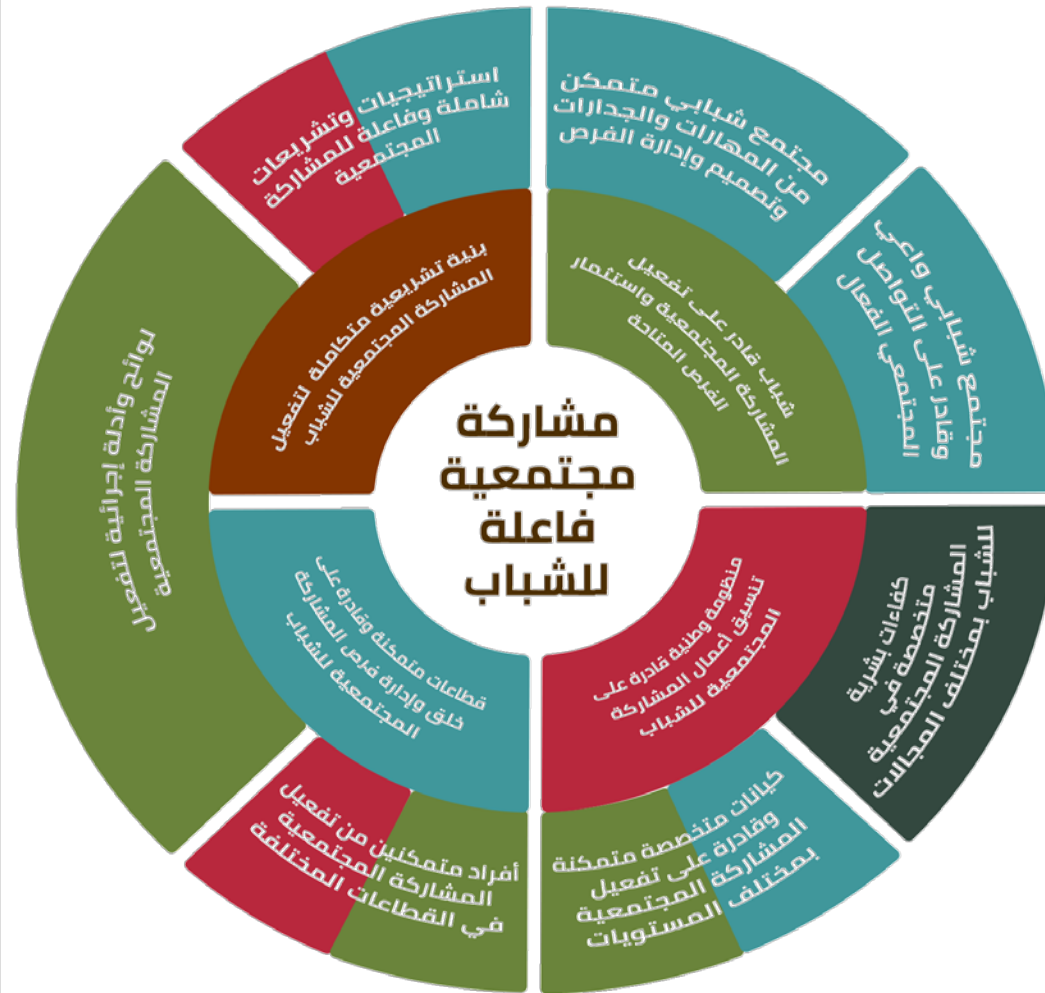 مشاركة
مجتمعية
فاعلة
للشباب
شباب قادر على تفعيل
المشاركة المجتمعية واستثمار
الفرص المتاحة
منظومة وطنية قادرة على
تنسيق أعمال المشاركة
المجتمعية للشباب
قطاعات متمكنة وقادرة على
خلق وإدارة فرص المشاركة
المجتمعية للشباب
بنية تشريعية متكاملة لتفعيل
المشاركة المجتمعية للشباب
مجتمع شبابي متمكن
من المهارات والجدارات
وتصميم وإدارة الفرص
مجتمع شبابي واعي
وقادر على التواصل
المجتمعي الفعال
كفاءات بشرية
متخصصة في
المشاركة المجتمعية
للشباب بمختلف المجالات
كيانات متخصصة متمكنة
وقادرة على تفعيل
المشاركة المجتمعية
بمختلف المستويات
أفراد متمكنين من تفعيل
المشاركة المجتمعية
في القطاعات المختلفة
لوائح وأدلة إجرائية لتفعيل
المشاركة المجتمعية
استراتيجيات وتشريعات
شاملة وفاعلة للمشاركة
المجتمعية